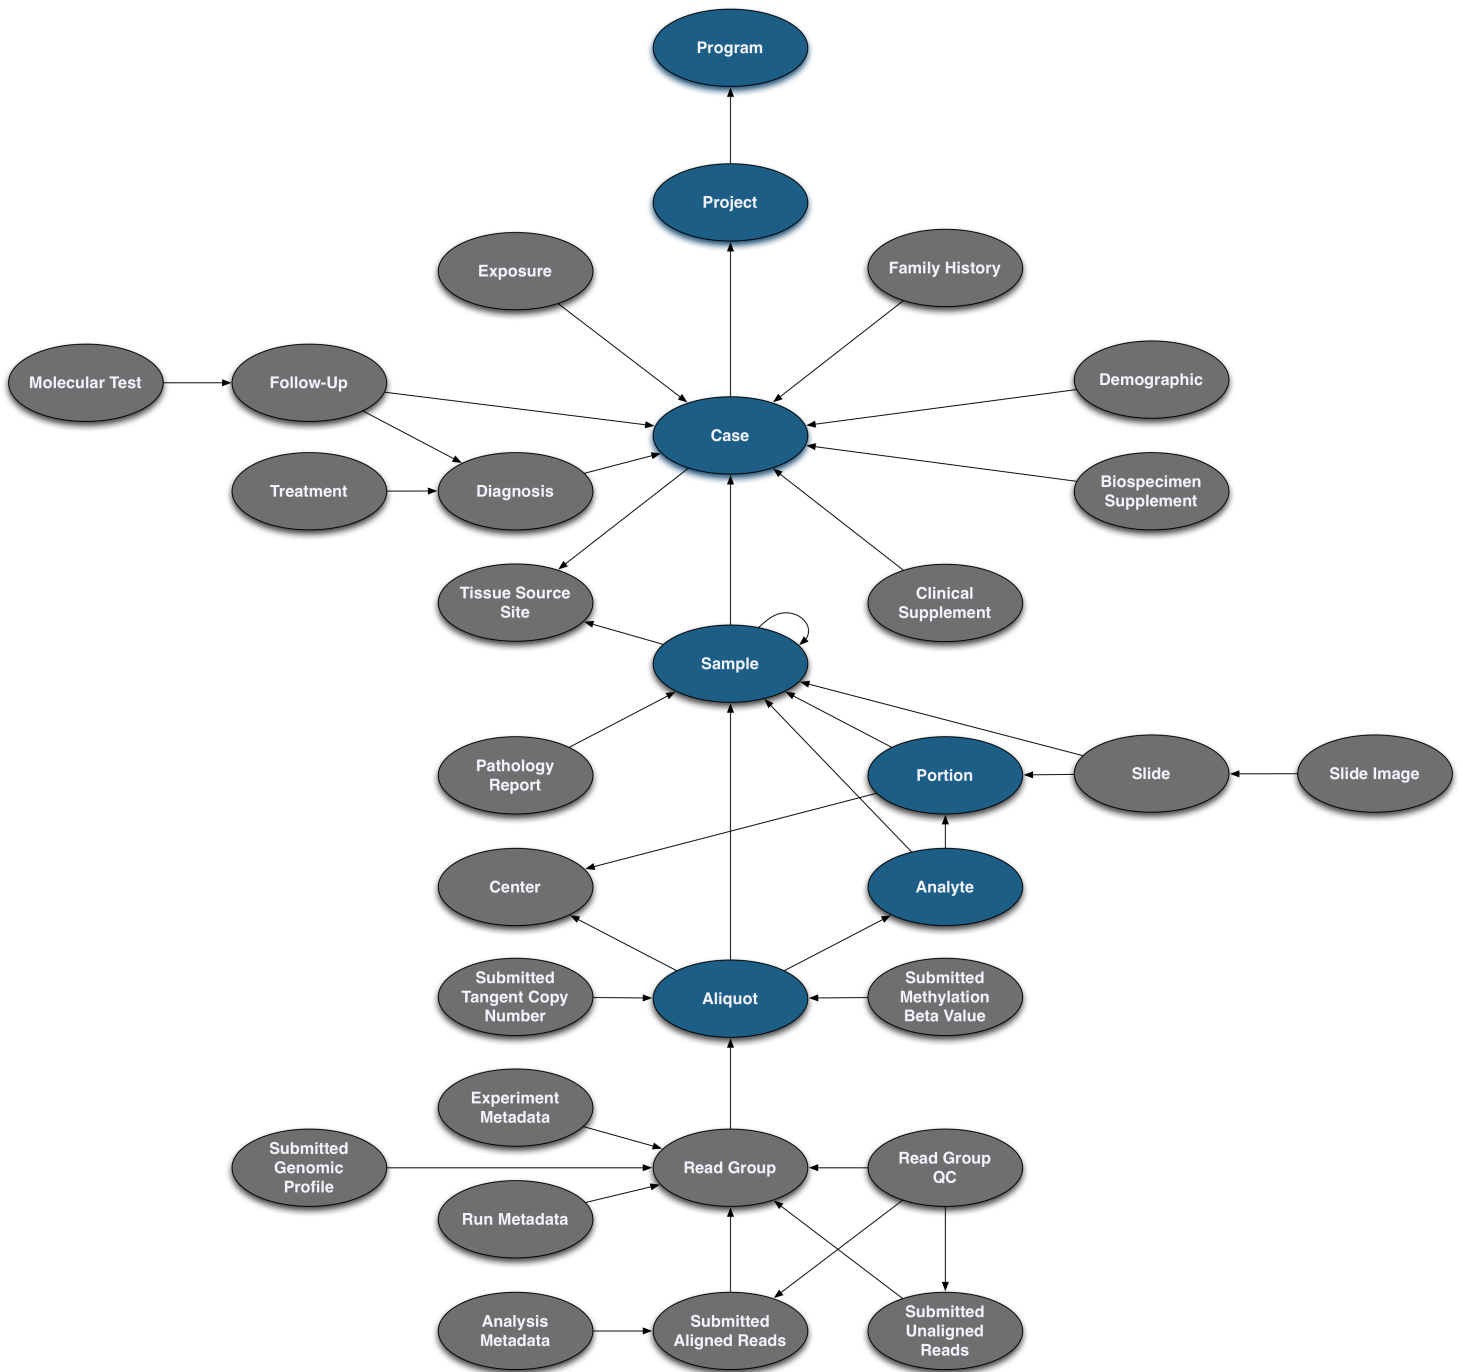 Program
Project
Exposure
Family History
Molecular Test
Follow-Up
Demographic
Case
Treatment
Diagnosis
Biospecimen
Supplement
Tissue Source
Site
Clinical
Supplement
Sample
Pathology
Report
Portion
Slide
Slide Image
Center
Analyte
Submitted
Tangent Copy
Number
Aliquot
Submitted
Methylation
Beta Value
Experiment
Metadata
Submitted
Genomic
Profile
Read Group
Read Group
QC
Run Metadata
Analysis
Metadata
Submitted
Aligned Reads
Submitted
Unaligned
Reads